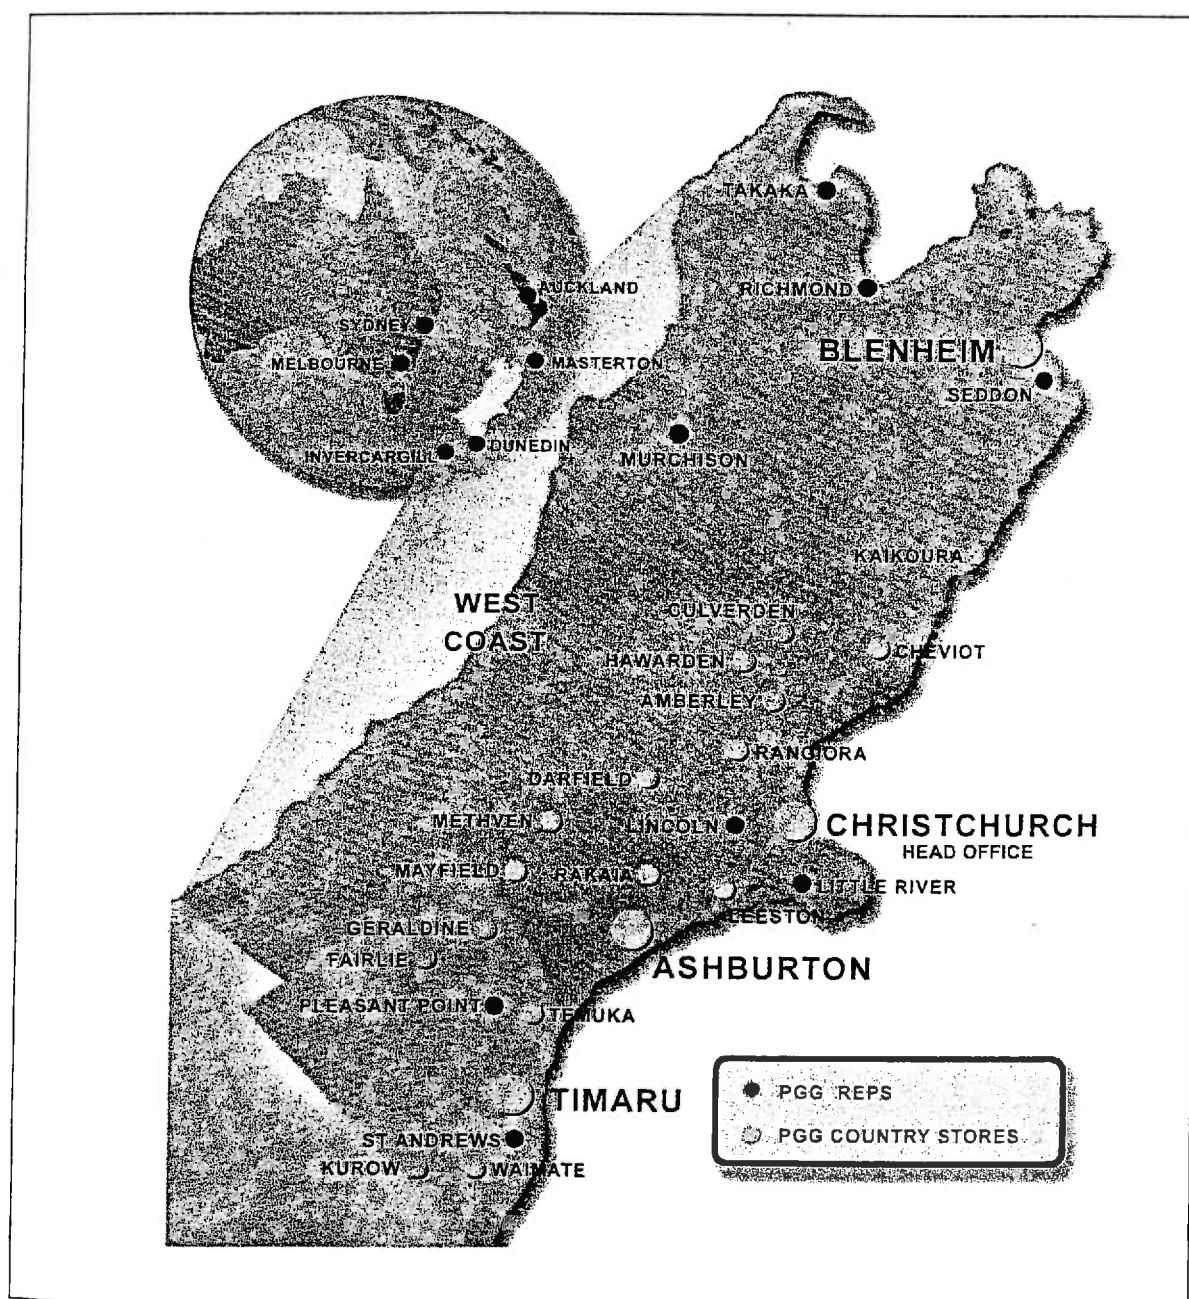 TAKAKA
AUCKLAND
RICHMOND
SYDNEY
BLENHEIM
MELBOURNE
MASTERTON
SEDDON
DUNEDIN
INVERCARGILL
MURCHISON
KAIKOURA
WEST
COAST
CULVERDEN
CHEVIOT
HAWARDEN
AMBERLEY
RANGIORA
DARFIELD
METHVEN
LINCOLN
CHRISTCHURCH
HEAD OFFICE
MAYFIELD
RAKAIA
LITTLE RIVER
LEESTON
GERALDINE
FAIRLIE
ASHBURTON
PLEASANT POINT
TEMUKA
TIMARU
PGG REPS
PGG COUNTRY STORES
ST ANDREWS
KUROW
WAIMATE